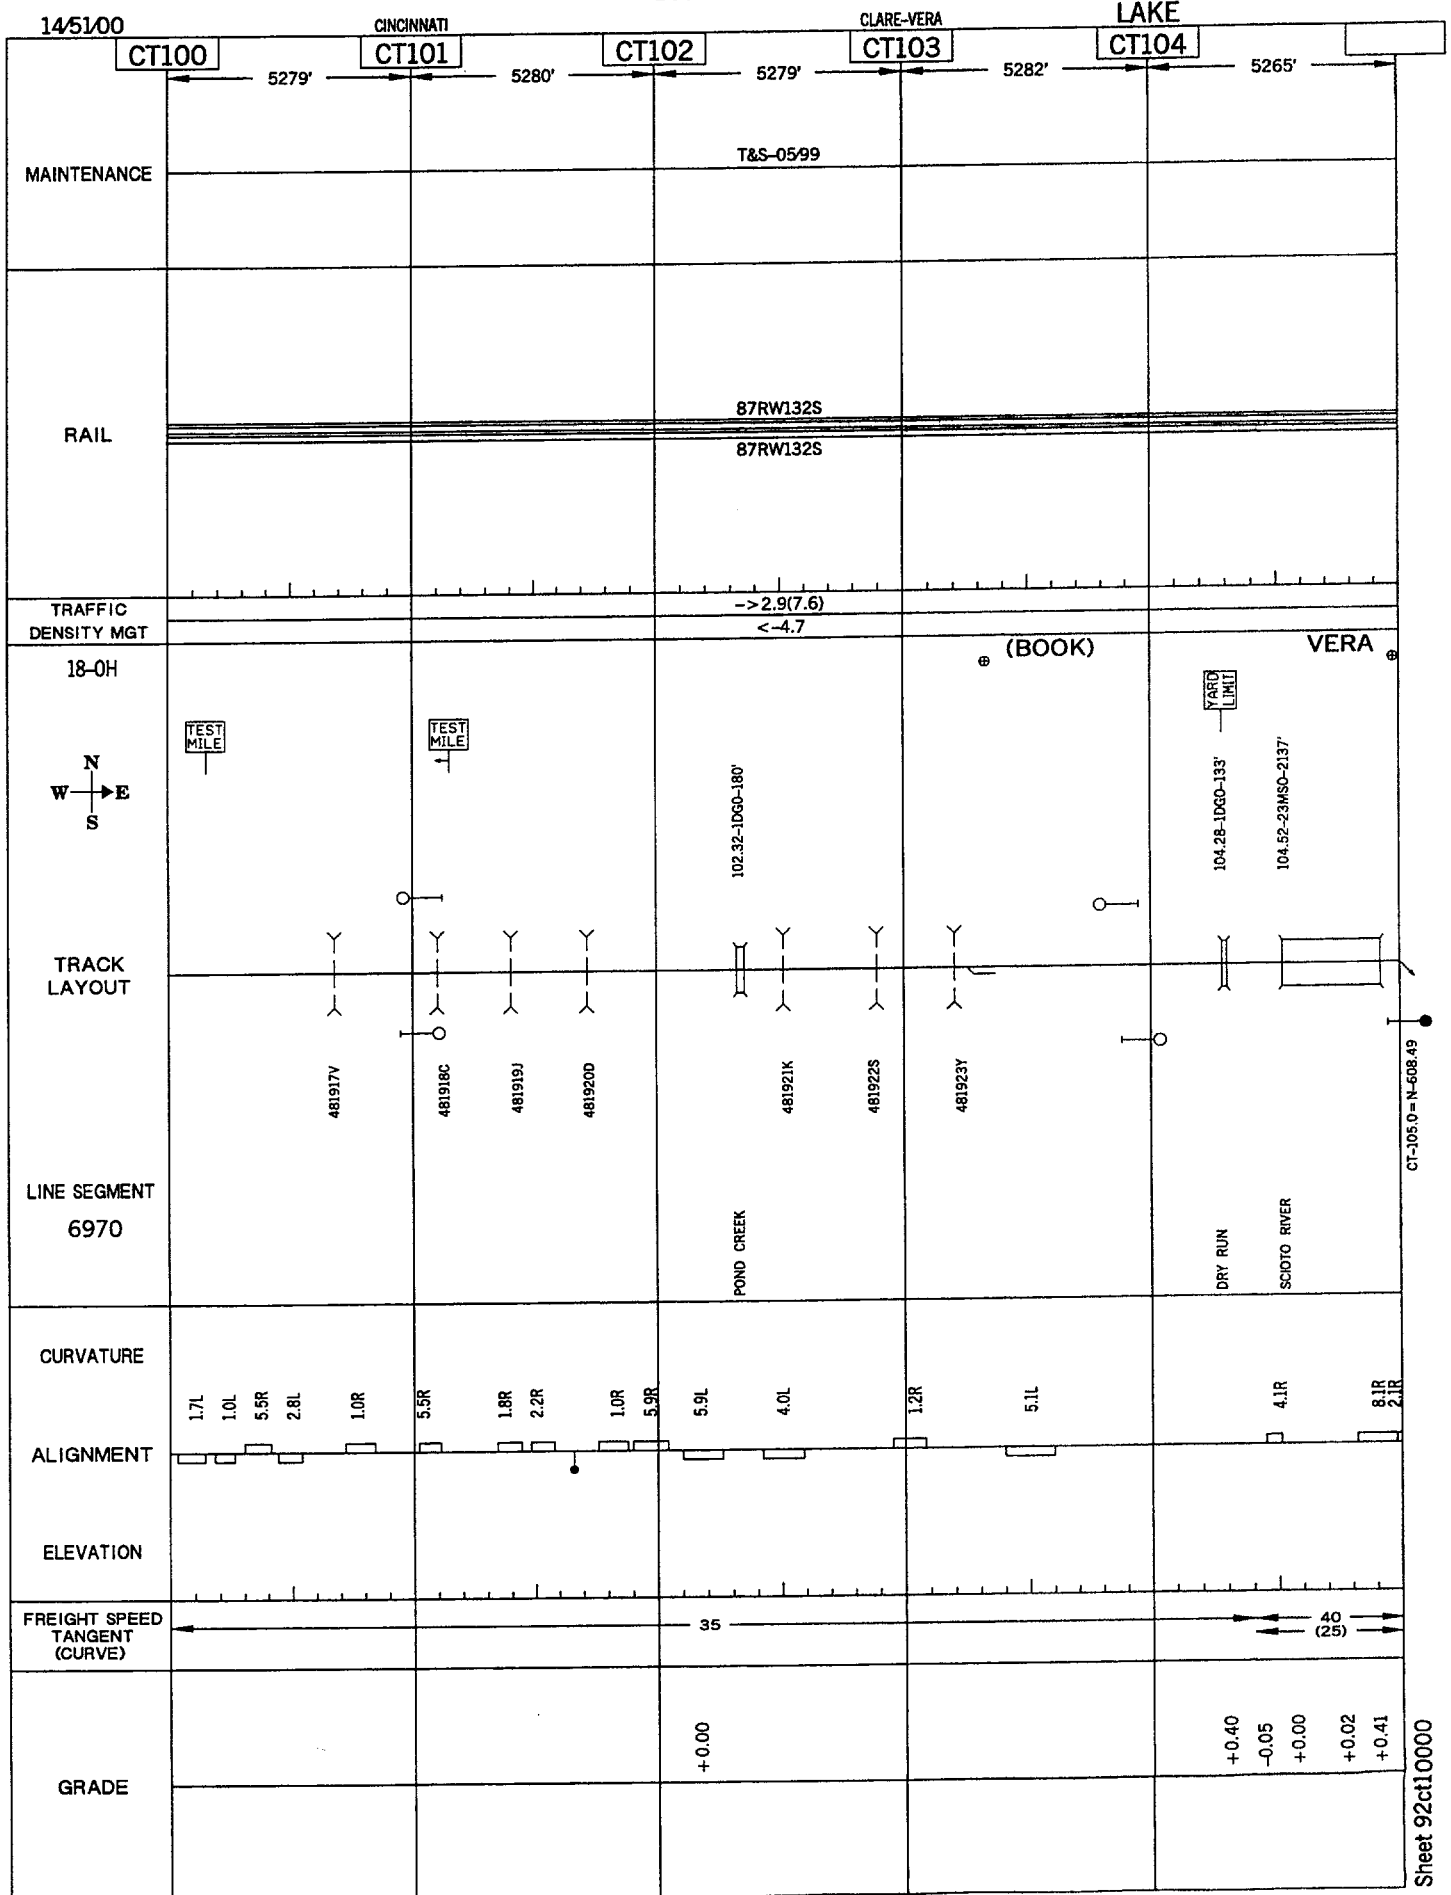 14/51/00
CINCINNATI
CLARE-VERA
LAKE
CT100
CT101
CT102
CT103
CT104
5279'
5280'
5279'
5282'
5265'
MAINTENANCE
T&S-05/99
RAIL
87RW132S
87RW132S
TRAFFIC
DENSITY MGT
->2.9(7.6)
<-4.7
18-OH
(BOOK)
VERA
TEST
MILE
TEST
MILE
YARD
LIMIT
N
W E
S
102.32-1DGO-180'
104.28-1DGO-133'
104.52-23MSO-2137'
TRACK
LAYOUT
481917V
481918C
481919J
481920D
481921K
481922S
481923Y
CT-105.0=N-608.49
LINE SEGMENT
6970
POND CREEK
DRY RUN
SCIOTO RIVER
CURVATURE
1.7L
1.0L
5.5R
2.8L
1.0R
5.5R
1.8R
2.2R
1.0R
5.9R
5.9L
4.0L
1.2R
5.1L
4.1R
8.1R
2.1R
ALIGNMENT
ELEVATION
FREIGHT SPEED
TANGENT
(CURVE)
35
40
(25)
GRADE
+0.00
+0.40
-0.05
+0.00
+0.02
+0.41
Sheet 92ct10000